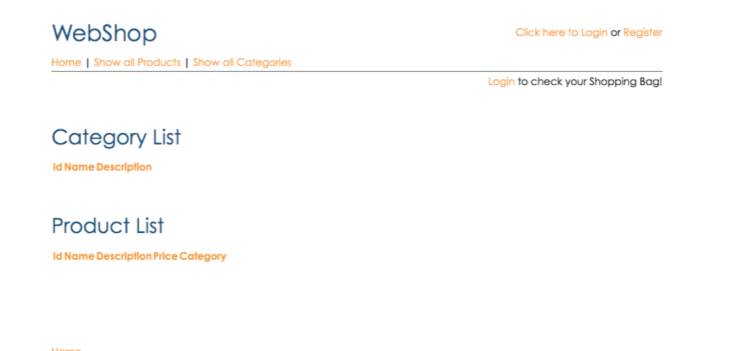 WebShop
Click here to Login or Register
Home | Show all Products | Show all Categories
Login to check your Shopping Bag!
Category List
Id Name Description
Product List
Id Name Description Price Category
Home